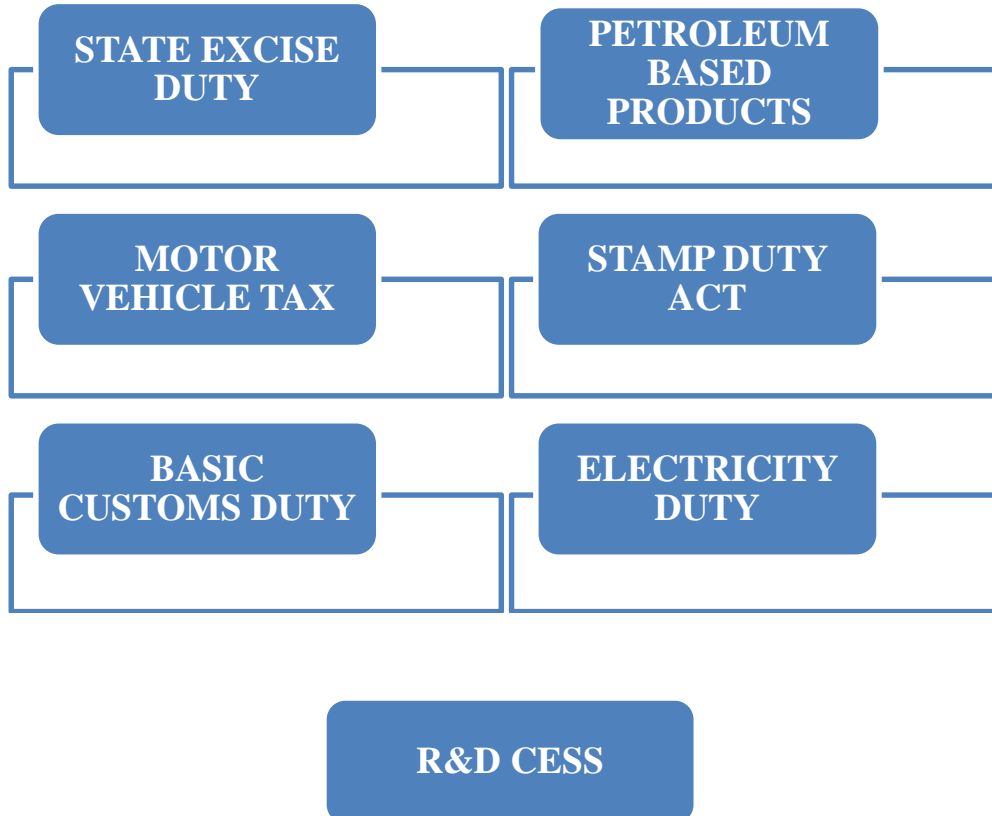 STATE EXCISE
DUTY
PETROLEUM
BASED
PRODUCTS
MOTOR
VEHICLE TAX
STAMP DUTY
ACT
BASIC
CUSTOMS DUTY
ELECTRICITY
DUTY
R&D CESS